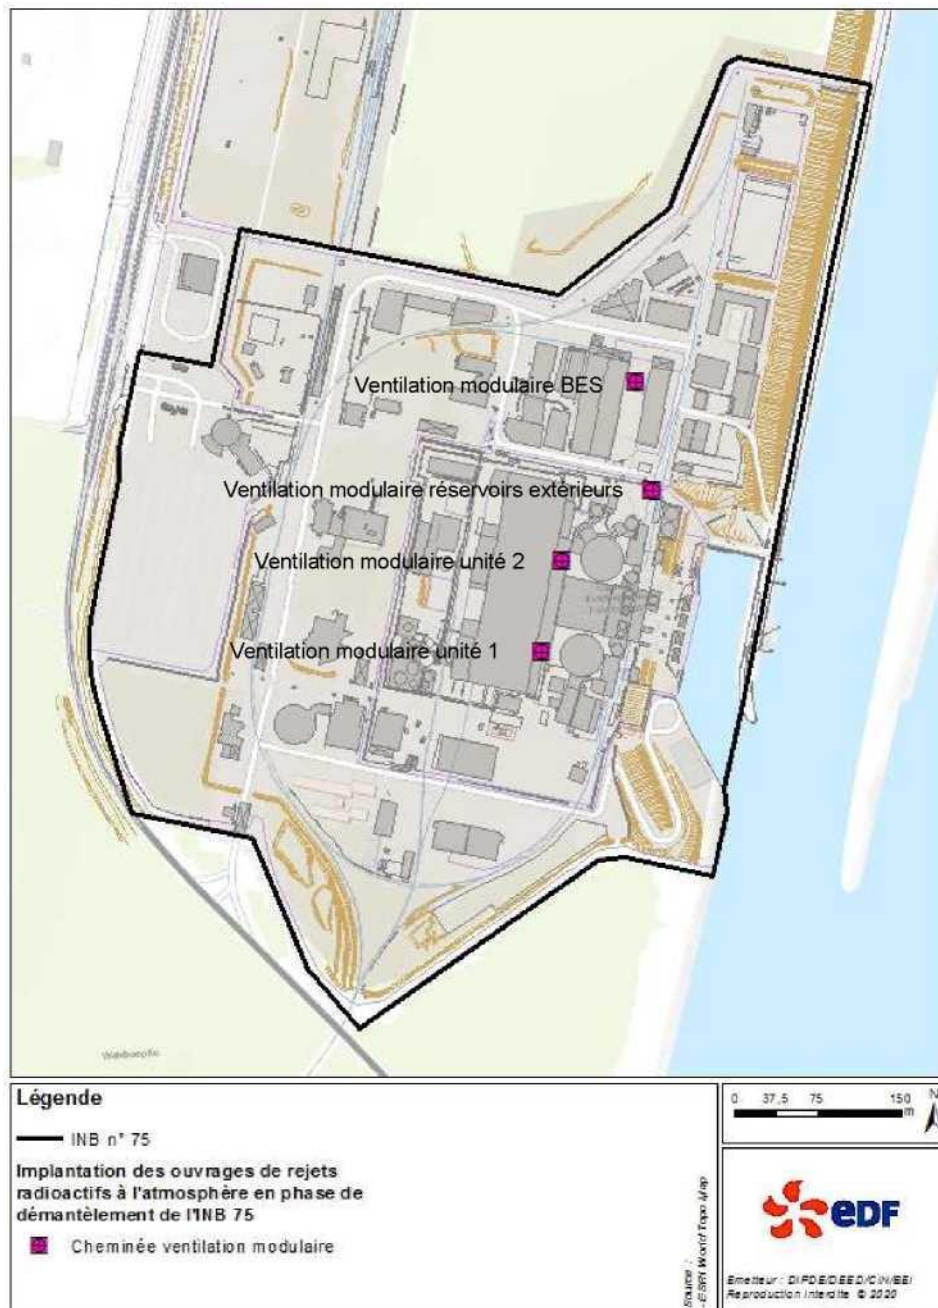 Ventilation modulaire BES
Ventilation modulaire réservoirs extérieurs
Ventilation modulaire unité 2
Ventilation modulaire unité 1
Légende
INB n° 75
Implantation des ouvrages de rejets
radioactifs à l'atmosphère en phase de
démantèlement de l'INB 75
Cheminée ventilation modulaire
Source :
ESRI World Topo Map
0 37,5 75 150
m
N
edf
Emetteur : DIPDE/DEED/CIN/BEI
Reproduction interdite © 2020